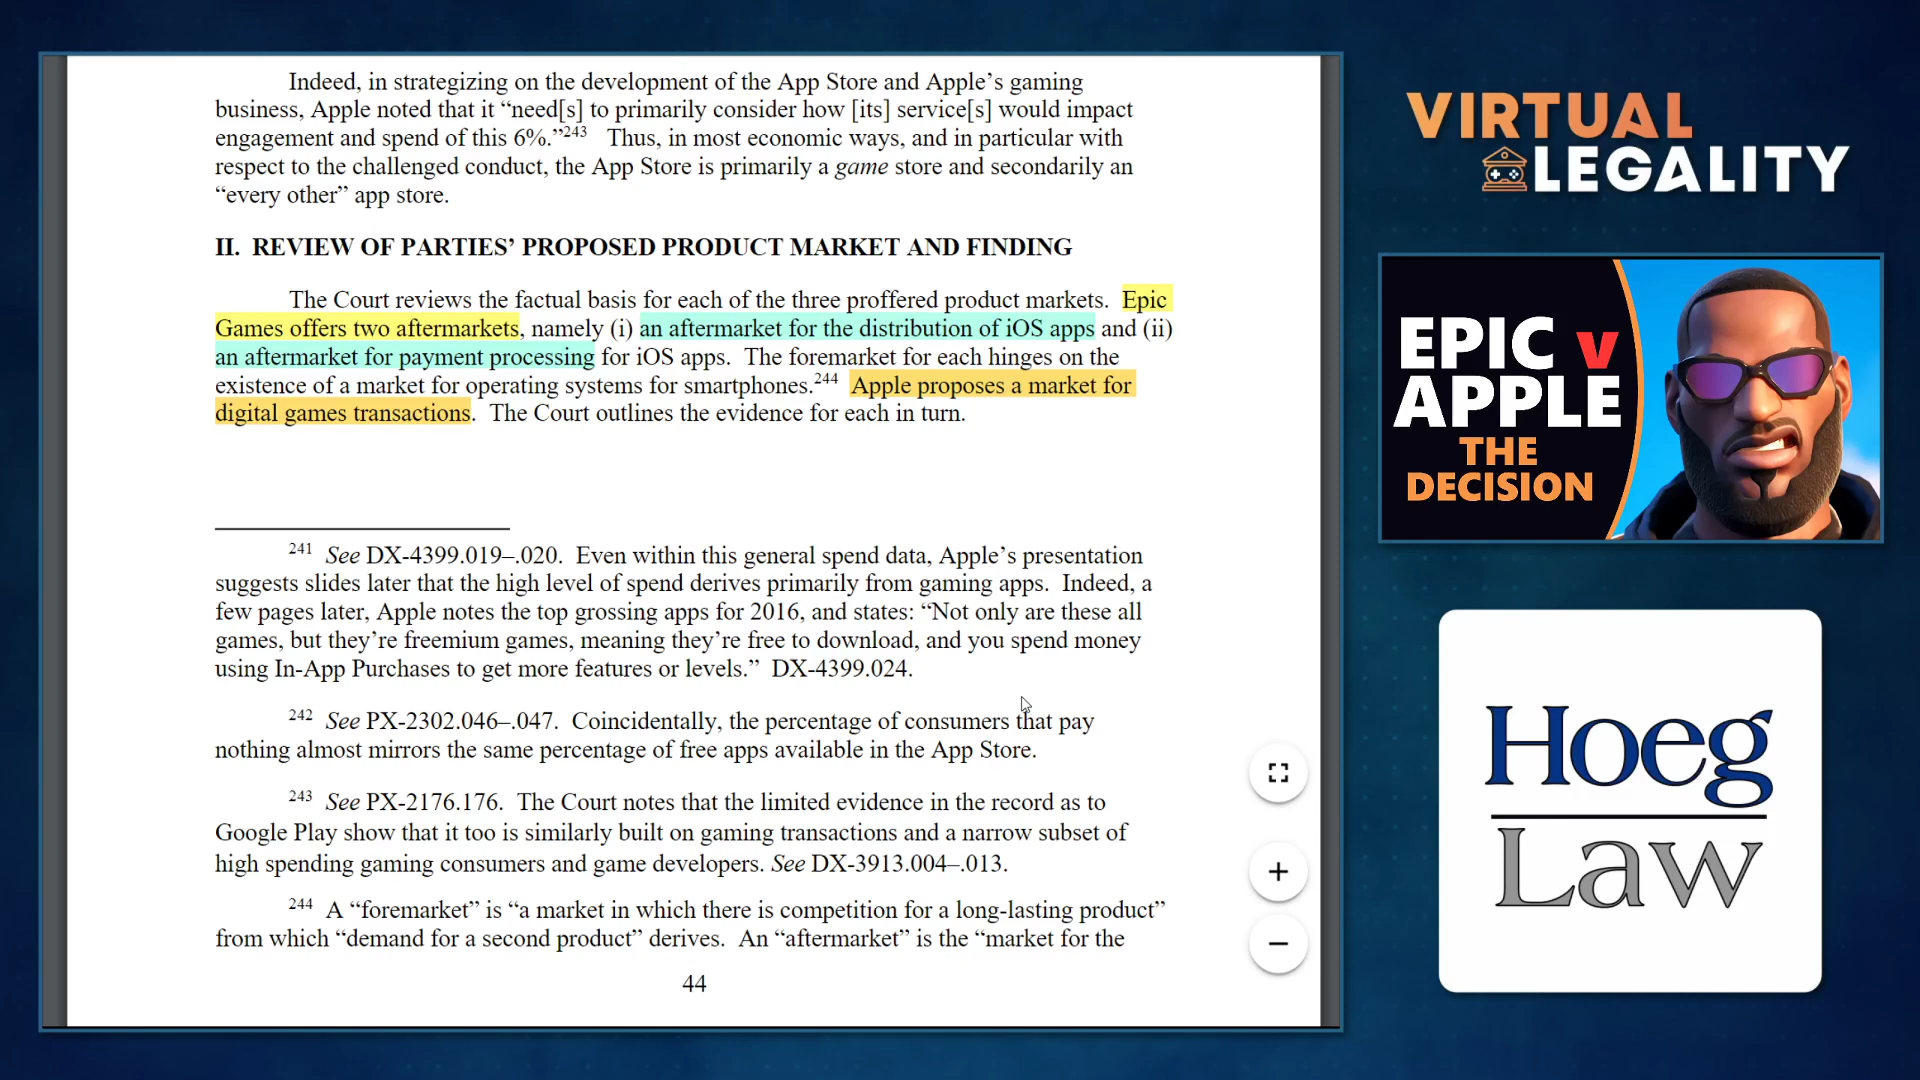 Indeed, in strategizing on the development of the App Store and Apple’s gaming
business, Apple noted that it “need[s] to primarily consider how [its] service[s] would impact
engagement and spend of this 6%.”243 Thus, in most economic ways, and in particular with
respect to the challenged conduct, the App Store is primarily a game store and secondarily an
“every other” app store.
II. REVIEW OF PARTIES’ PROPOSED PRODUCT MARKET AND FINDING
The Court reviews the factual basis for each of the three proffered product markets. Epic
Games offers two aftermarkets, namely (i) an aftermarket for the distribution of iOS apps and (ii)
an aftermarket for payment processing for iOS apps. The foremarket for each hinges on the
existence of a market for operating systems for smartphones.244 Apple proposes a market for
digital games transactions. The Court outlines the evidence for each in turn.
241 See DX-4399.019–.020. Even within this general spend data, Apple’s presentation
suggests slides later that the high level of spend derives primarily from gaming apps. Indeed, a
few pages later, Apple notes the top grossing apps for 2016, and states: “Not only are these all
games, but they’re freemium games, meaning they’re free to download, and you spend money
using In-App Purchases to get more features or levels.” DX-4399.024.
242 See PX-2302.046–.047. Coincidentally, the percentage of consumers that pay
nothing almost mirrors the same percentage of free apps available in the App Store.
243 See PX-2176.176. The Court notes that the limited evidence in the record as to
Google Play show that it too is similarly built on gaming transactions and a narrow subset of
high spending gaming consumers and game developers. See DX-3913.004–.013.
244 A “foremarket” is “a market in which there is competition for a long-lasting product”
from which “demand for a second product” derives. An “aftermarket” is the “market for the
44
VIRTUAL
LEGALITY
EPIC v
APPLE
THE
DECISION
Hoeg
Law